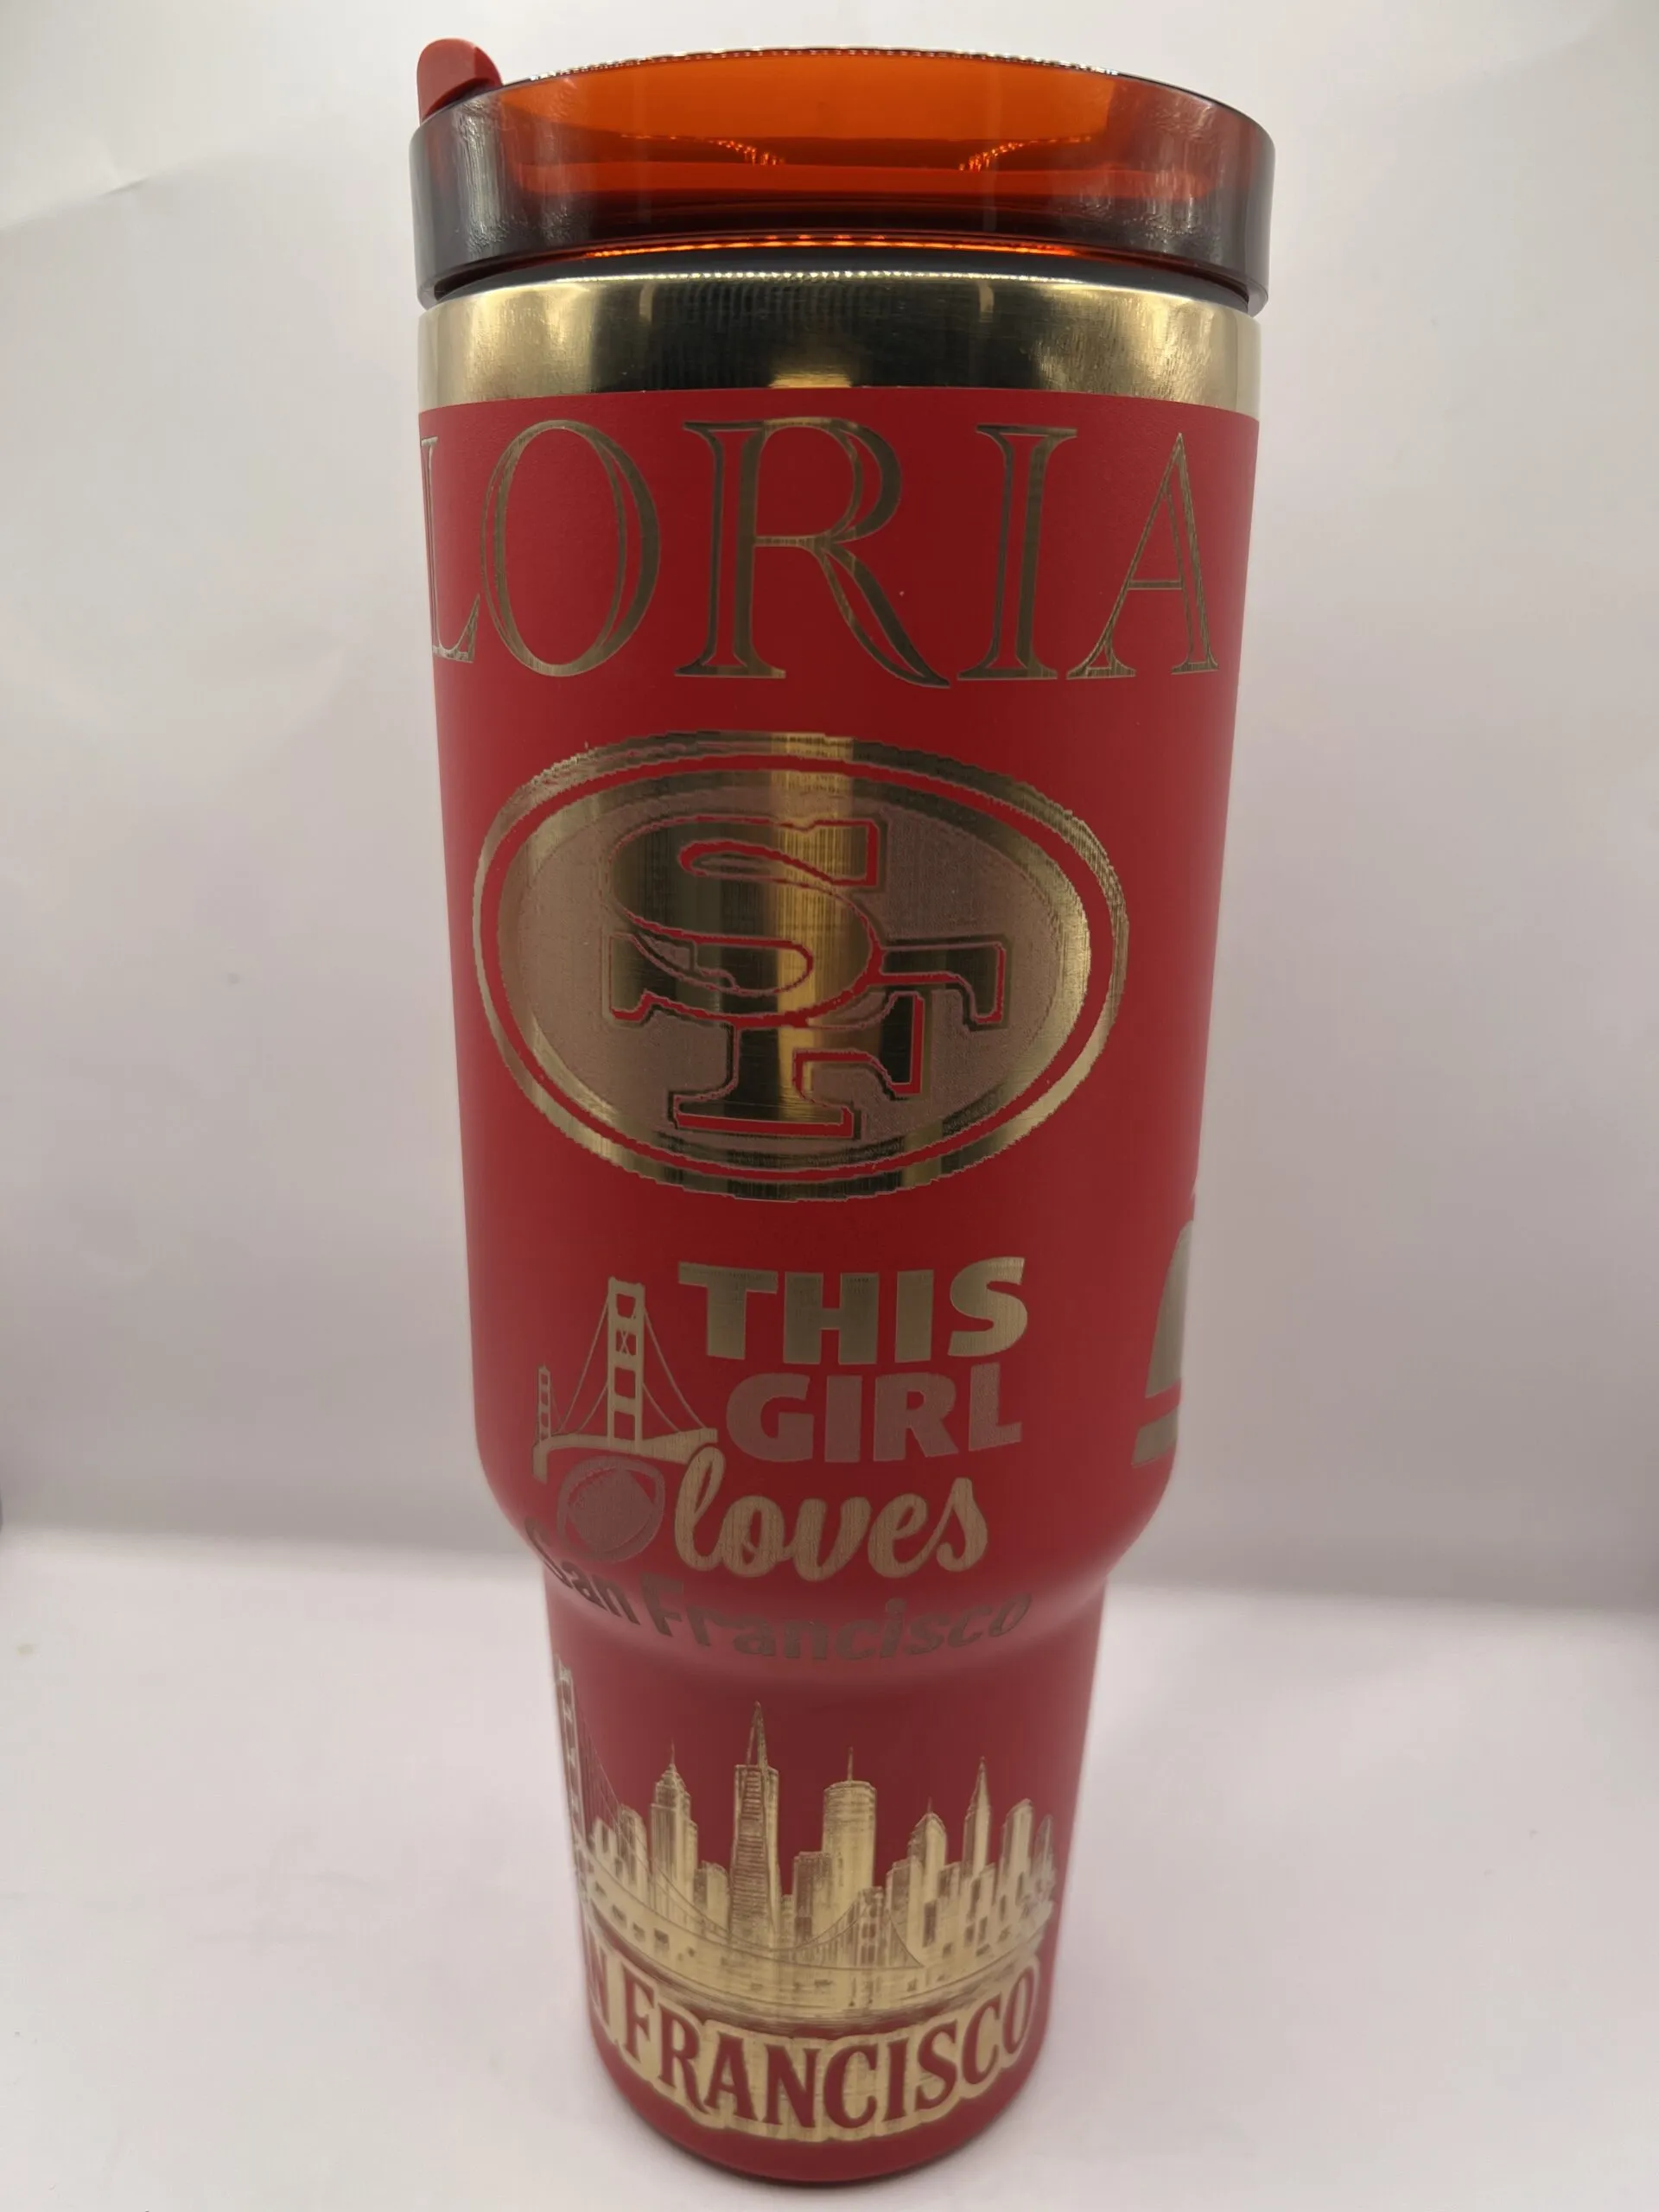 LORIA
SF
THIS
GIRL
loves
San Francisco
N FRANCISCO